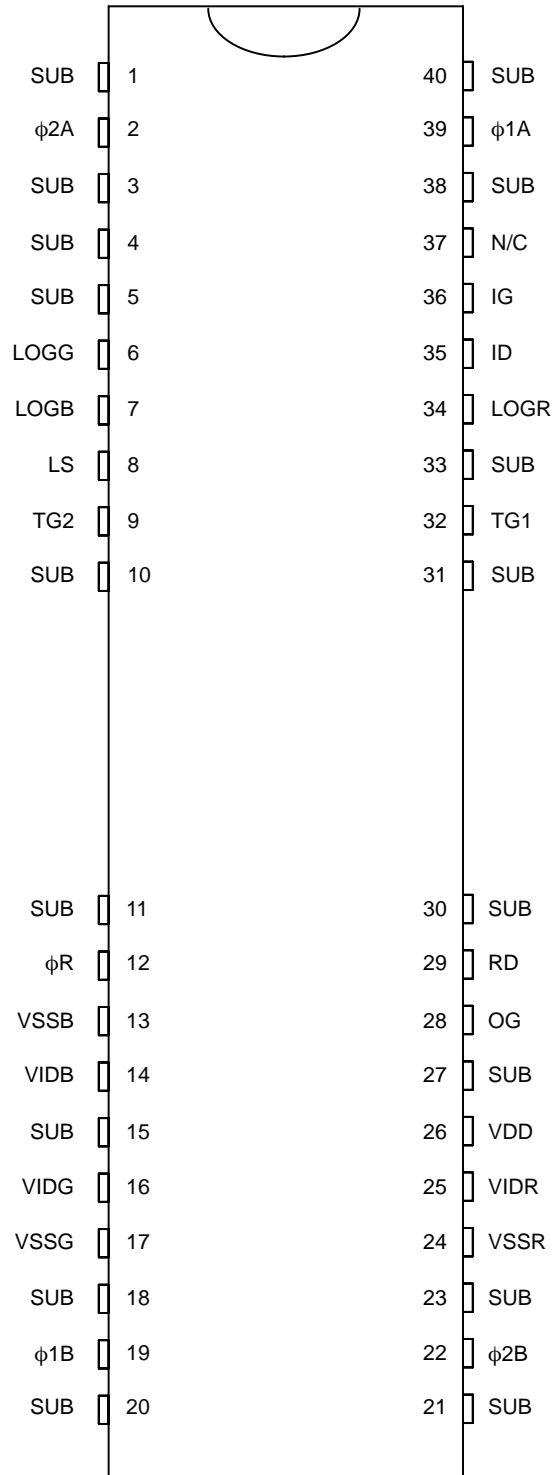 SUB 1 40 SUB
ϕ2A 2 39 ϕ1A
SUB 3 38 SUB
SUB 4 37 N/C
SUB 5 36 IG
LOGG 6 35 ID
LOGB 7 34 LOGR
LS 8 33 SUB
TG2 9 32 TG1
SUB 10 31 SUB
SUB 11 30 SUB
ϕR 12 29 RD
VSSB 13 28 OG
VIDB 14 27 SUB
SUB 15 26 VDD
VIDG 16 25 VIDR
VSSG 17 24 VSSR
SUB 18 23 SUB
ϕ1B 19 22 ϕ2B
SUB 20 21 SUB